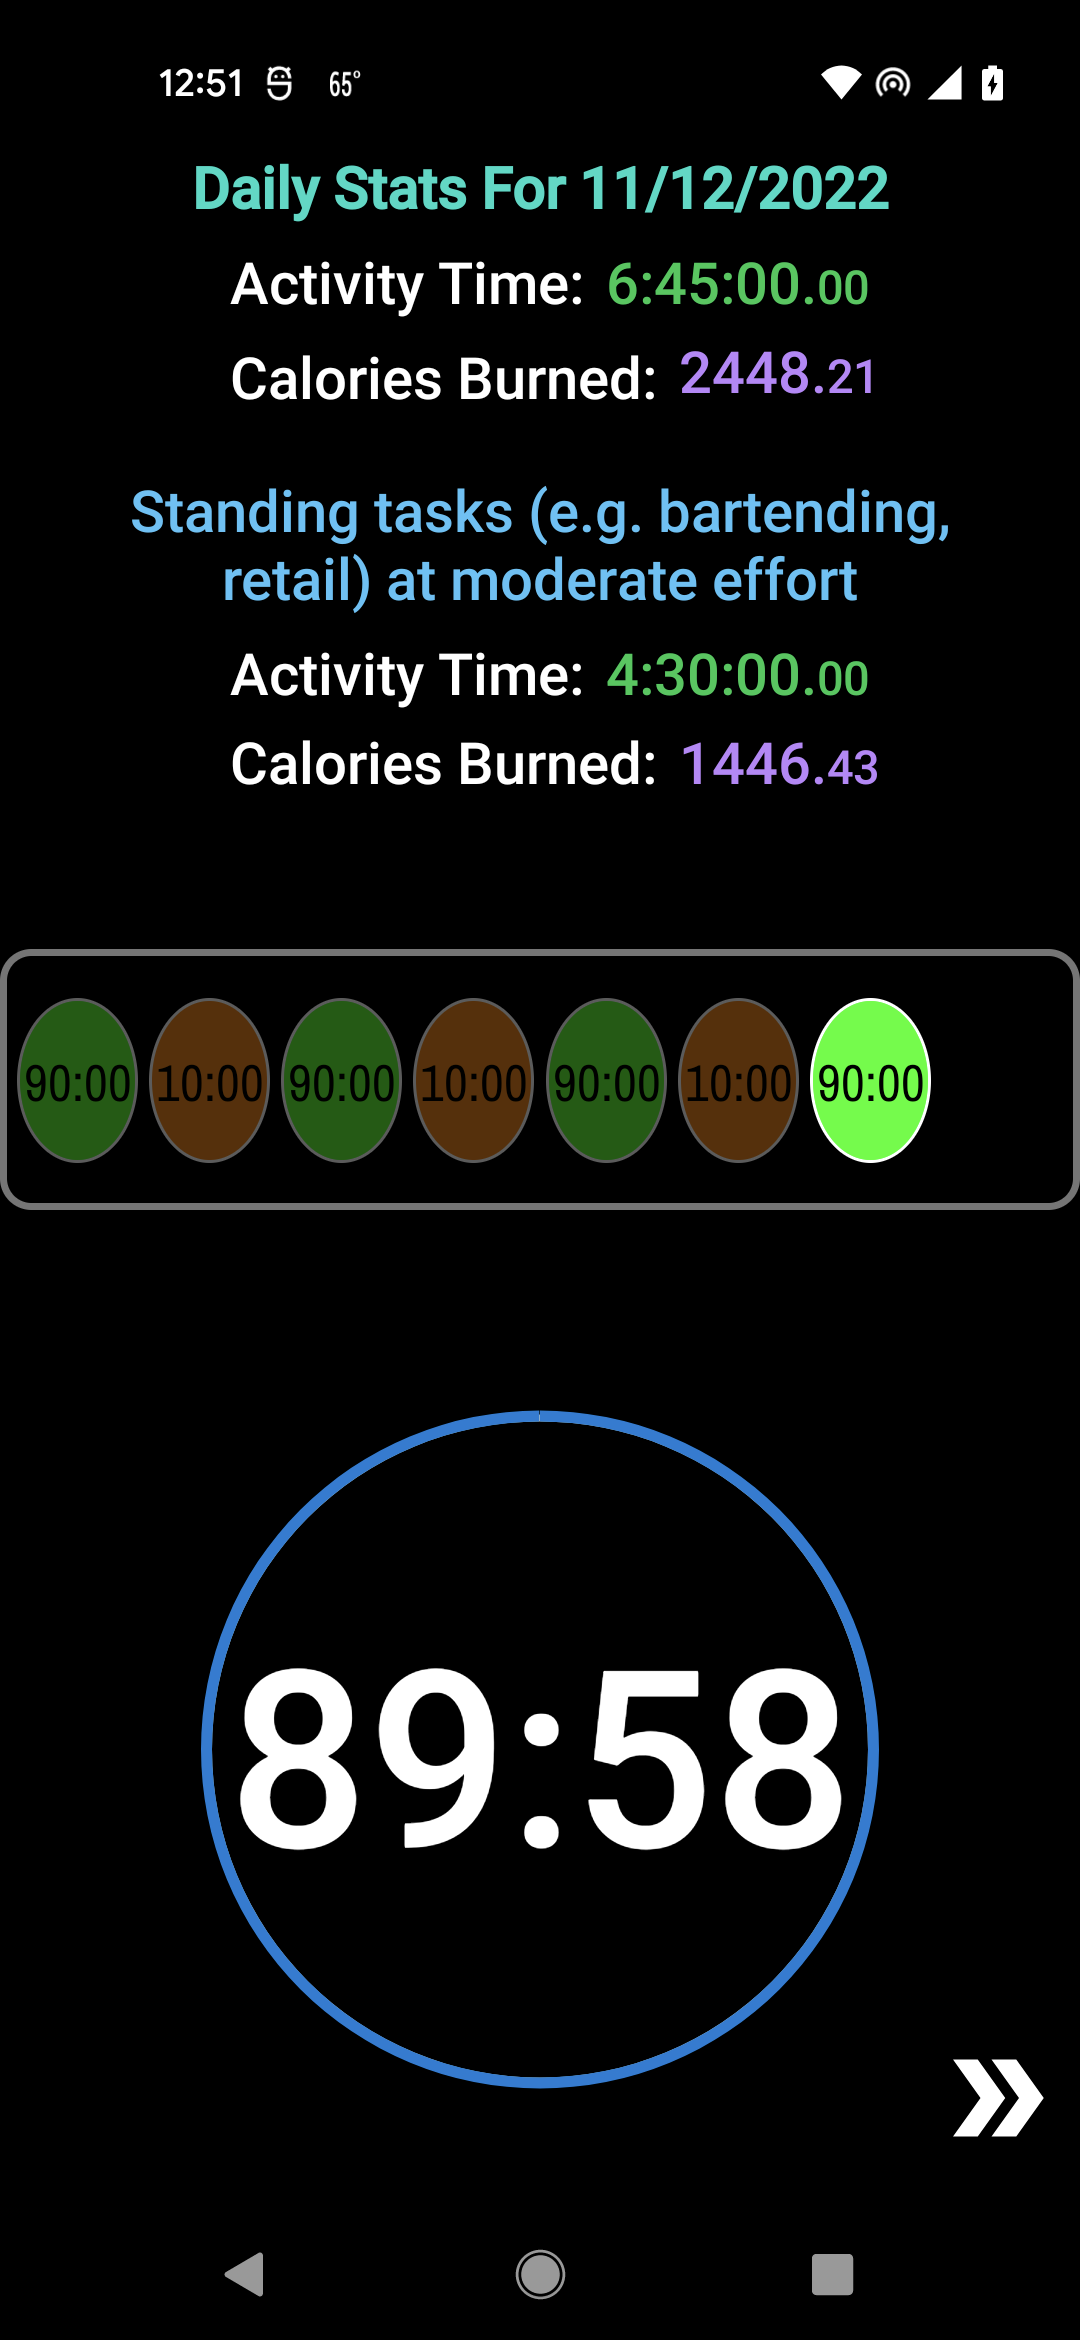 12:51 65°
Daily Stats For 11/12/2022
Activity Time: 6:45:00.00
Calories Burned: 2448.21
Standing tasks (e.g. bartending,
retail) at moderate effort
Activity Time: 4:30:00.00
Calories Burned: 1446.43
90:00 10:00 90:00 10:00 90:00 10:00 90:00
89:58